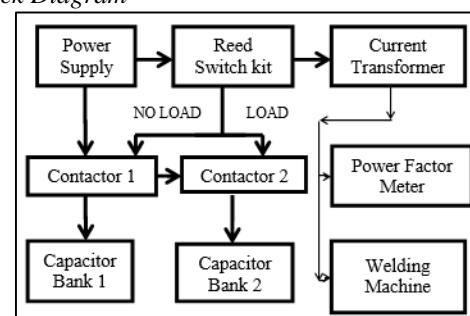 ck Diagram
Power
Supply
Reed
Switch kit
Current
Transformer
NO LOAD
LOAD
Contactor 1
Contactor 2
Power Factor
Meter
Capacitor
Bank 1
Capacitor
Bank 2
Welding
Machine